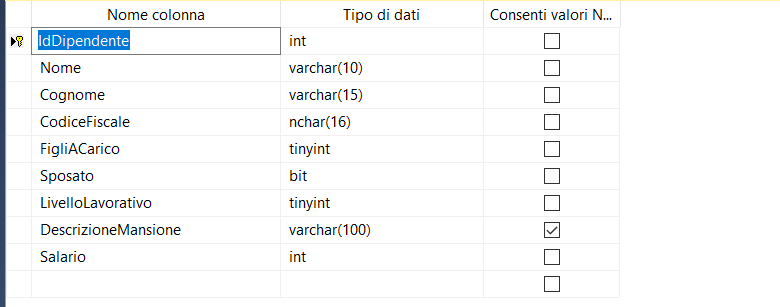 Nome colonna Tipo di dati Consenti valori N...
IdDipendente int
Nome varchar(10)
Cognome varchar(15)
CodiceFiscale nchar(16)
FigliACarico tinyint
Sposato bit
LivelloLavorativo tinyint
DescrizioneMansione varchar(100)
Salario int